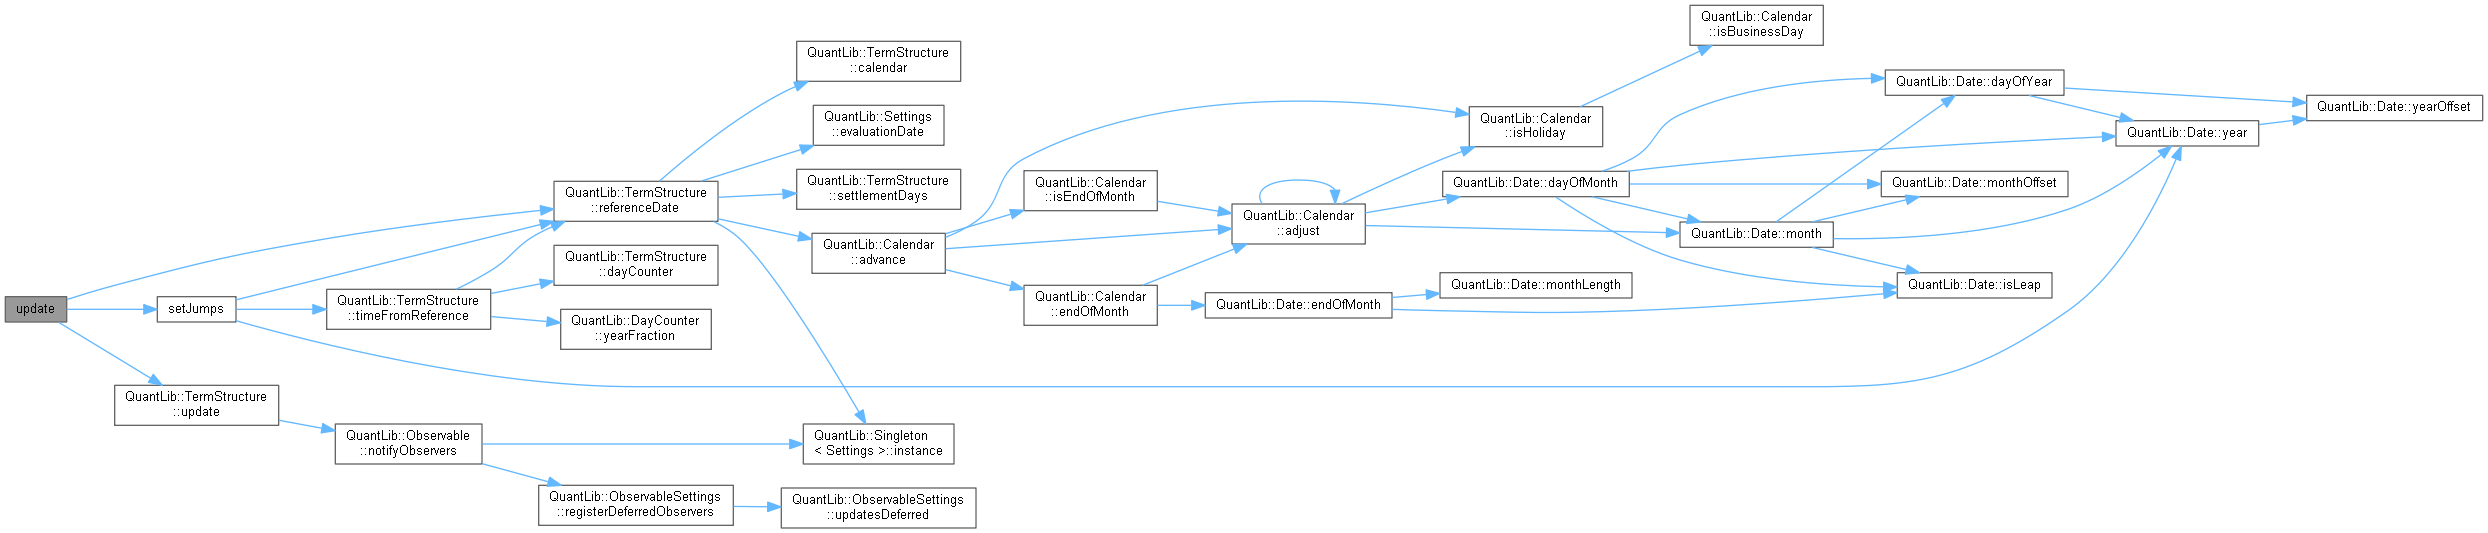 update
setJumps
QuantLib::TermStructure
::update
QuantLib::TermStructure
::timeFromReference
QuantLib::Observable
::notifyObservers
QuantLib::TermStructure
::referenceDate
QuantLib::TermStructure
::dayCounter
QuantLib::DayCounter
::yearFraction
QuantLib::ObservableSettings
::registerDeferredObservers
QuantLib::TermStructure
::calendar
QuantLib::Settings
::evaluationDate
QuantLib::TermStructure
::settlementDays
QuantLib::Calendar
::advance
QuantLib::Singleton
< Settings >::instance
QuantLib::ObservableSettings
::updatesDeferred
QuantLib::Calendar
::isEndOfMonth
QuantLib::Calendar
::endOfMonth
QuantLib::Calendar
::adjust
QuantLib::Date::endOfMonth
QuantLib::Calendar
::isHoliday
QuantLib::Date::dayOfMonth
QuantLib::Date::monthLength
QuantLib::Calendar
::isBusinessDay
QuantLib::Date::month
QuantLib::Date::dayOfYear
QuantLib::Date::monthOffset
QuantLib::Date::isLeap
QuantLib::Date::year
QuantLib::Date::yearOffset